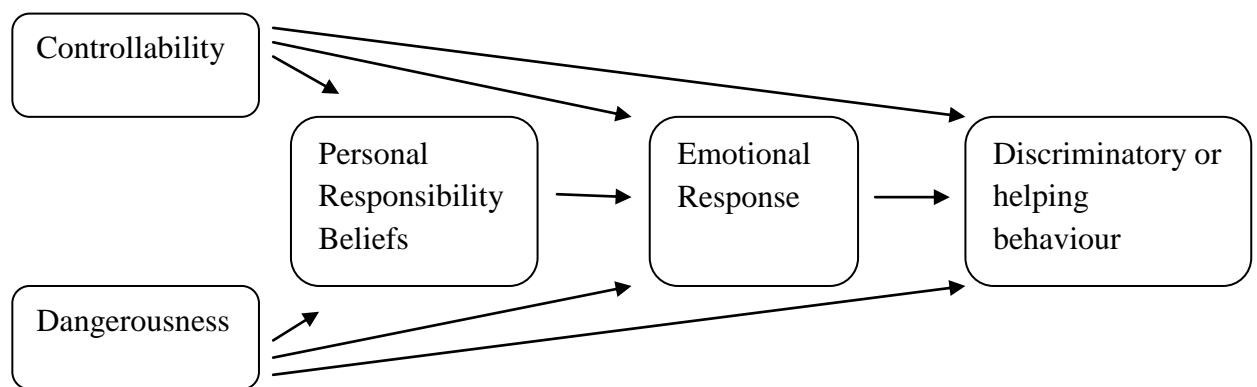 Controllability
Personal
Responsibility
Beliefs
Emotional
Response
Discriminatory or
helping
behaviour
Dangerousness